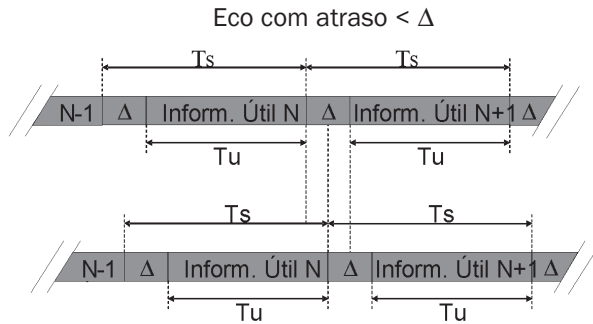 Eco com atraso < Δ
Ts Ts
N-1 Δ Inform. Útil N Δ Inform. Útil N+1 Δ
Tu Tu
Ts Ts
N-1 Δ Inform. Útil N Δ Inform. Útil N+1 Δ
Tu Tu